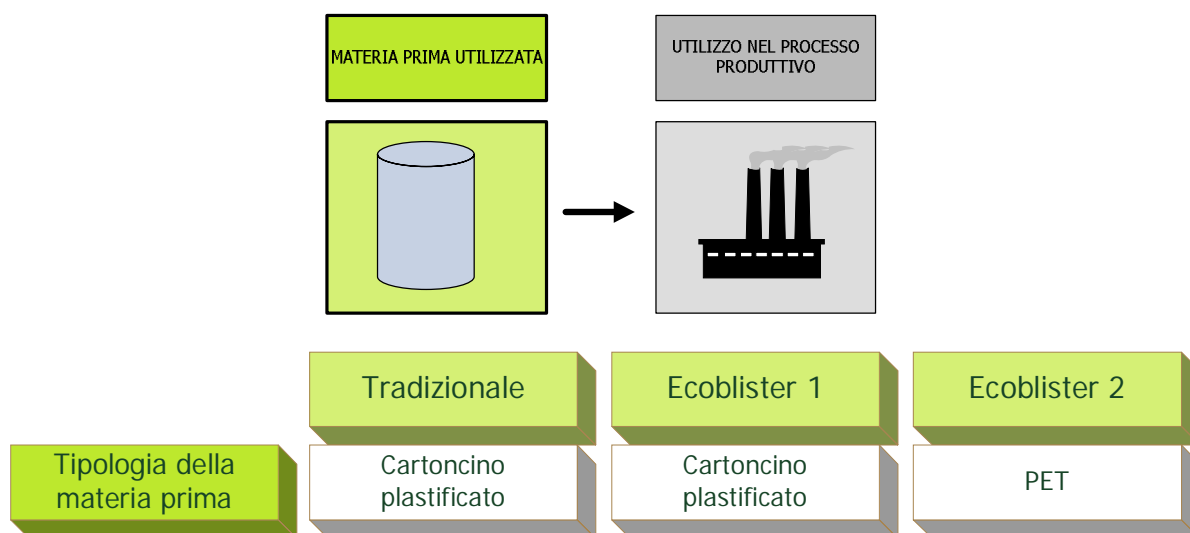 MATERIA PRIMA UTILIZZATA
UTILIZZO NEL PROCESSO
PRODUTTIVO
Tradizionale
Ecoblister 1
Ecoblister 2
Tipologia della
materia prima
Cartoncino
plastificato
Cartoncino
plastificato
PET